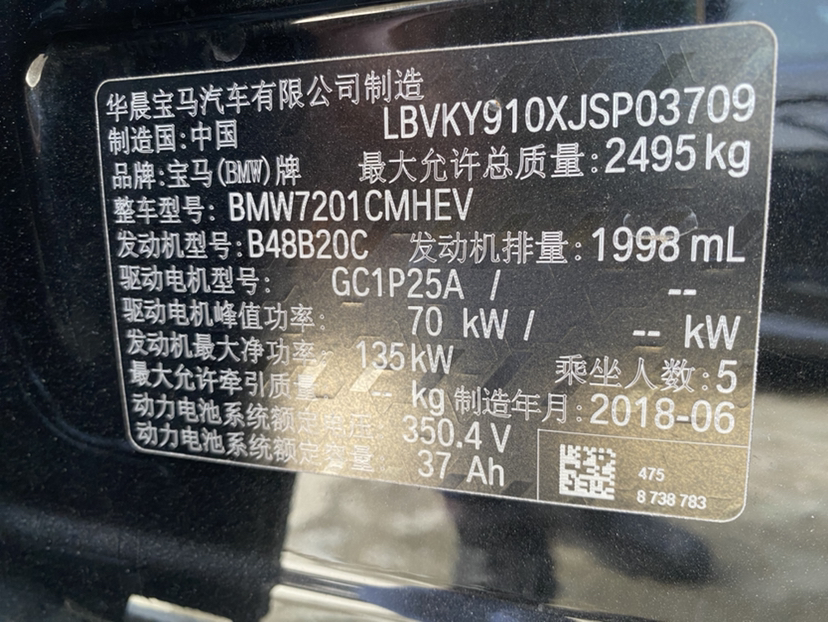 华晨宝马汽车有限公司制造
制造国:中国 LBVKY910XJSP03709
品牌:宝马(BMW)牌 最大允许总质量:2495kg
整车型号: BMW7201CMHEV
发动机型号:B48B20C 发动机排量:1998 mL
驱动电机型号: GC1P25A / --
驱动电机峰值功率: 70 kW / -- kW
发动机最大净功率: 135kW 乘坐人数:5
最大允许牵引质量 -- kg 制造年月:2018-06
动力电池系统额定电压 350.4 V
动力电池系统额定容量 37 Ah
475
8 738 783